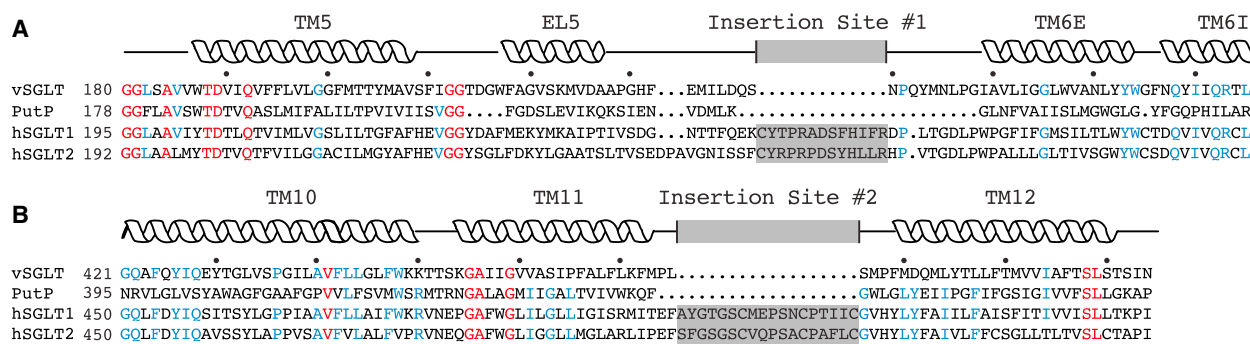 A
TM5 EL5 Insertion Site #1 TM6E TM6I
vSGLT 180 GGLSAVVWTDVIQVFFLVLGGFMTTYMAVSFIGGTDGWFAGVSKMVDAAPGHF...EMILDQS.............NPQYMNLPGIAVLIGGLWVANLYYWGFNQYIIQRTL
PutP 178 GGFLAVSWTDTVQASLMIFALILTPVIVIISVGG....FGDSLEVIKQKSIEN...VDMLK........................GLNFVAIISLMGWGLGYFGQPHILAR
hSGLT1 195 GGLAAVIYTDTLQTVIMLVGSLILTGFAFHEVGGYDAFMEKYMKAIPTIVSDG...NTTFQEKCYTPRADSFHIFRDP.LTGDLPWPGFIFGMSILTLWYWCTDQVIVQRCL
hSGLT2 192 GGLAALMYTDTVQTFVILGGACILMGYAFHEVGGYSGLFDKYLGAATSLTVSEDPAVGNISSFCYRPRPDSYHLLRHP.VTGDLPWPALLLGLTIVSGWYWCSDQVIVQRCL
B
TM10 TM11 Insertion Site #2 TM12
vSGLT 421 GQAFQYIQEYTGLVSPGILAVFLLGLFWKKTTSKGAIIGVVASIPFALFLKFMPL..................SMPFMDQMLYTLLFTMVVIAFTSLSTSIN
PutP 395 NRVLGLVSYAWAGFGAAFGPVVLFSVMWSRMTRNGALAGMIIGALTVIVWKQF....................GWLGLYEIIPGFIFGSIGIVVFSLLGKAP
hSGLT1 450 GQLFDYIQSITSYLGPPIAAVFLLAIFWKRVNEPGAFWGLILGLLIGISRMITEFAYGTGSCMEPSNCPTIICGVHYLYFAIILFAISFITIVVISLLTKPI
hSGLT2 450 GQLFDYIQAVSSYLAPPVSAVFVLALFVPRVNEQGAFWGLIGGLLMGLARLIPEFSFGSGSCVQPSACPAFLCGVHYLYFAIVLFFCSGLLTLTVSLCTAPI